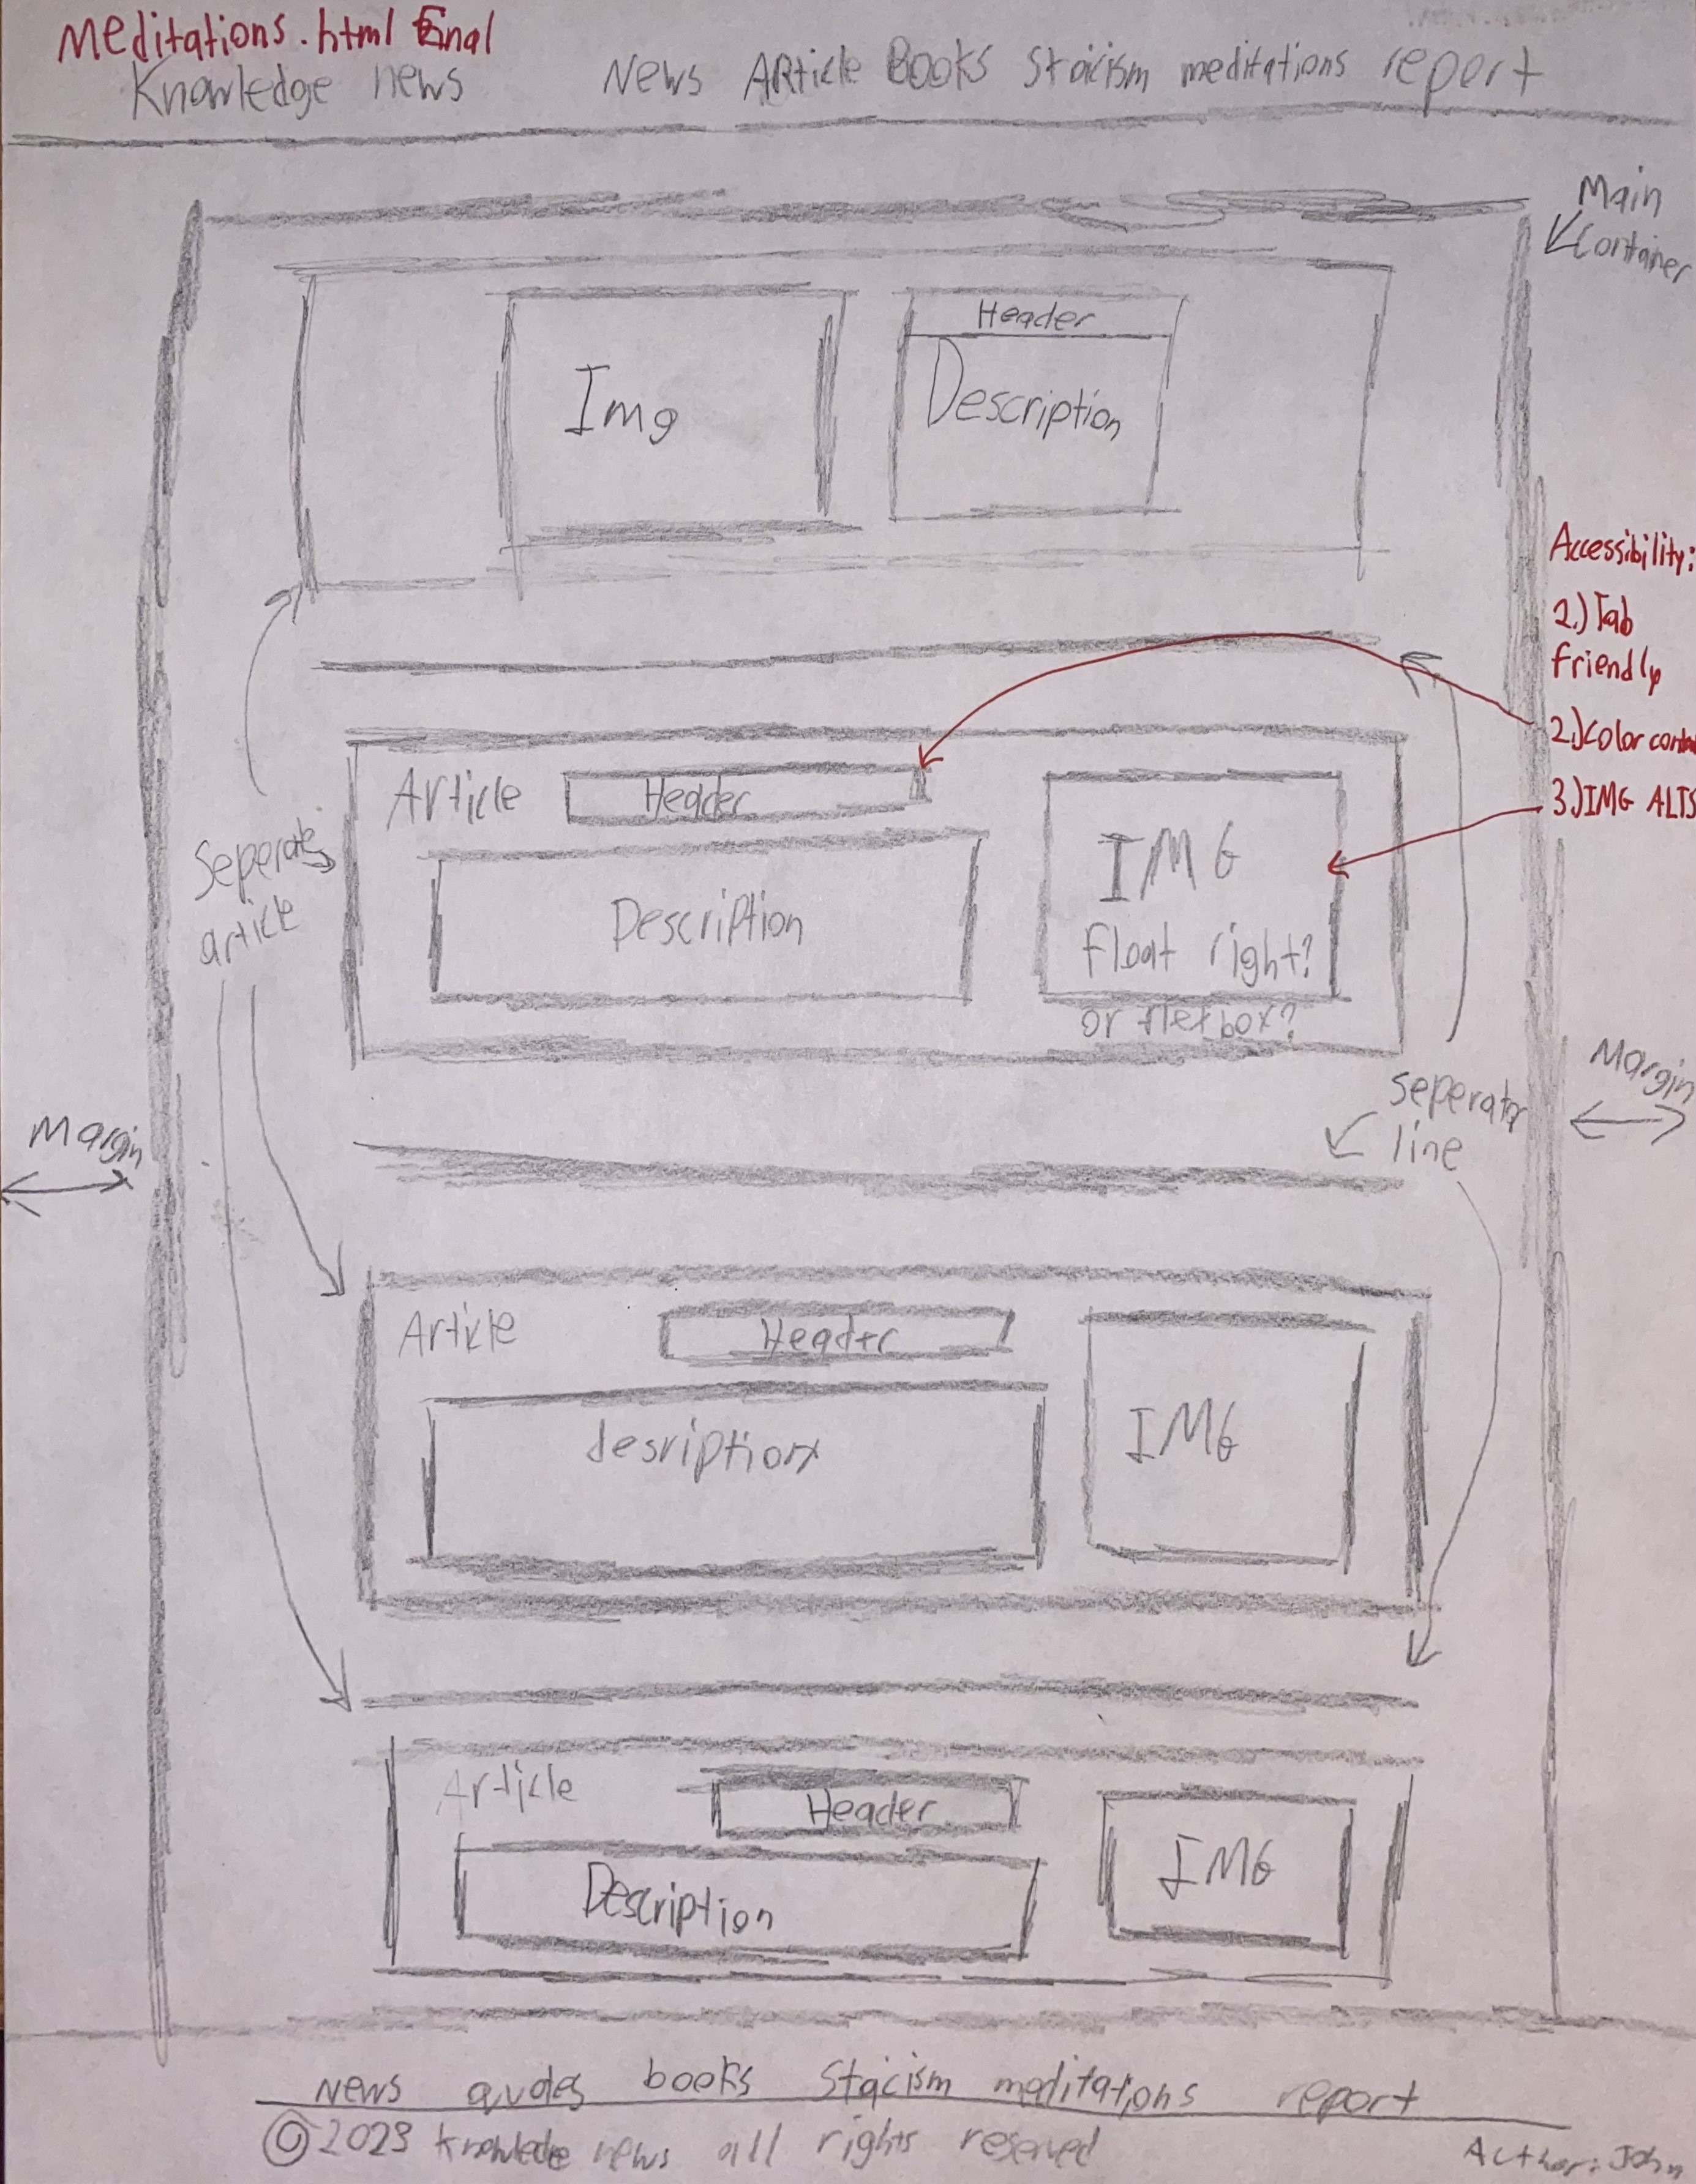 Meditations.html Final
Knowledge news
News ARticle Books Stoicism meditations report
Main
Container
Img
Header
Description
Accessibility:
2.) Tab
friendly
2.) Color
3.) IMG ALTS
Article
Header
Description
IMG
float right?
or flexbox?
Seperate
article
Margin
Margin
seperator
line
Article
Header
desription
IMG
Article
Header
Description
IMG
News quotes books Stoicism meditations report
© 2023 knowledge news all rights reserved
Author: John